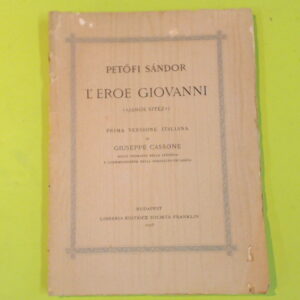 PETŐFI SÁNDOR
L'EROE GIOVANNI
(JÁNOS VITÉZ)
PRIMA VERSIONE ITALIANA
DI
GIUSEPPE CASSONE
BUDAPEST
LIBRERIA EDITRICE SOCIETÀ FRANKLIN